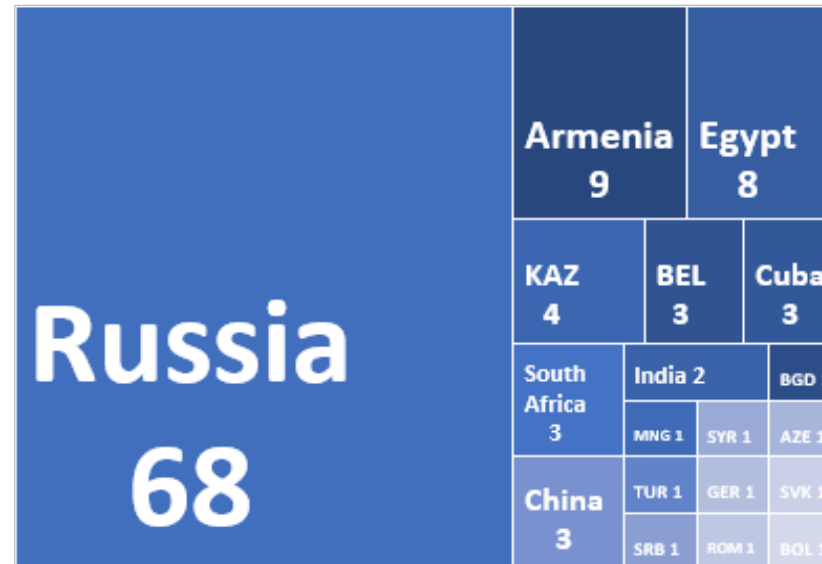 Russia
68
Armenia
9
Egypt
8
KAZ
4
BEL
3
Cuba
3
South
Africa
3
India 2
BGD
MNG 1
SYR 1
AZE 1
China
3
TUR 1
GER 1
SVK 1
SRB 1
ROM 1
BOL 1